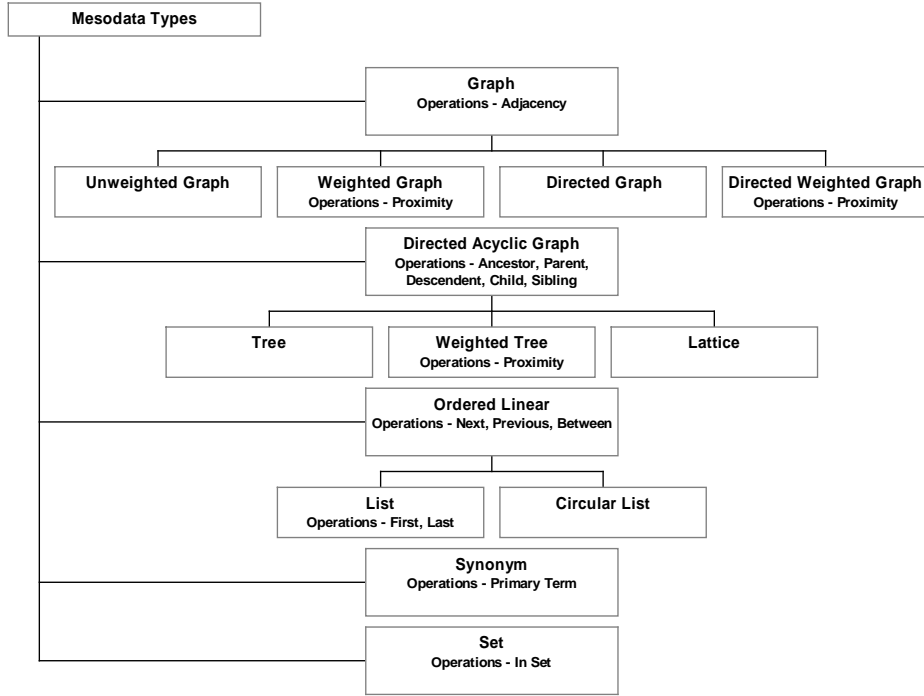 Mesodata Types
Graph
Operations - Adjacency
Unweighted Graph
Weighted Graph
Operations - Proximity
Directed Graph
Directed Weighted Graph
Operations - Proximity
Directed Acyclic Graph
Operations - Ancestor, Parent,
Descendent, Child, Sibling
Tree
Weighted Tree
Operations - Proximity
Lattice
Ordered Linear
Operations - Next, Previous, Between
List
Operations - First, Last
Circular List
Synonym
Operations - Primary Term
Set
Operations - In Set